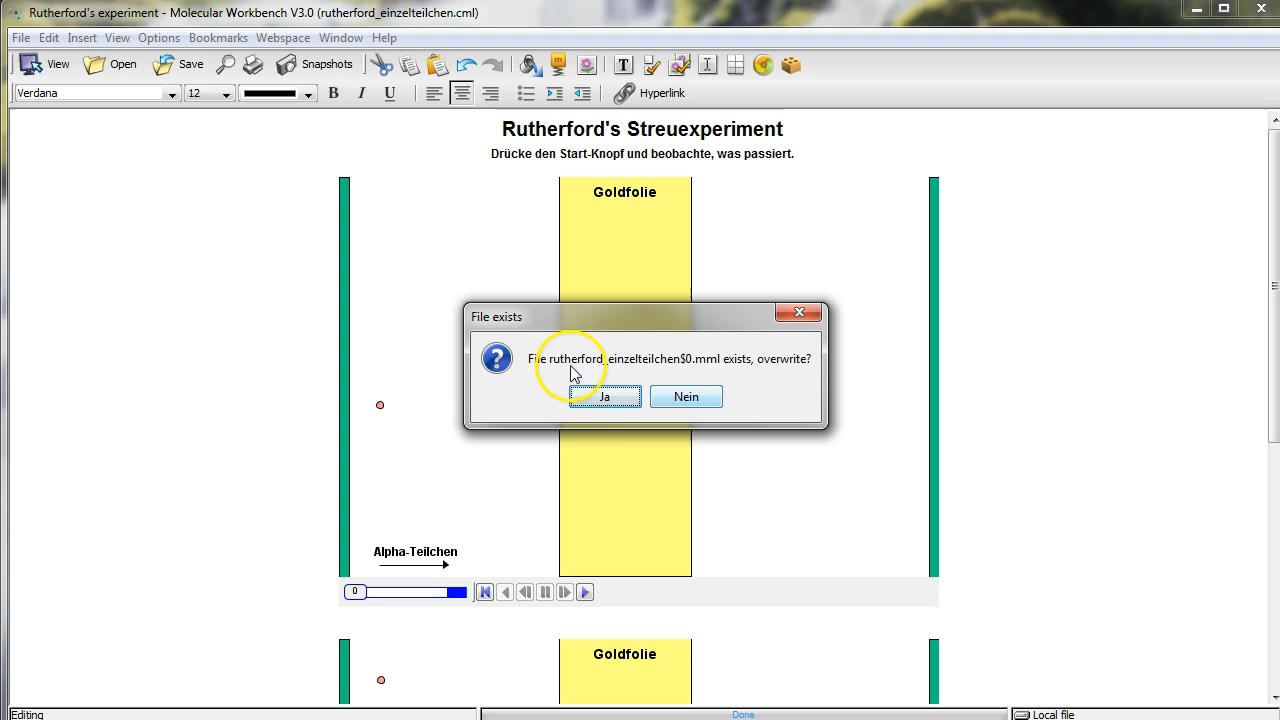 Rutherford's experiment - Molecular Workbench V3.0 (rutherford_einzelteilchen.cml)
File Edit Insert View Options Bookmarks Webspace Window Help
View Open Save Snapshots T
Verdana 12 B I U Hyperlink
Rutherford's Streuexperiment
Drücke den Start-Knopf und beobachte, was passiert.
Goldfolie
File exists
File rutherford_einzelteilchen$0.mml exists, overwrite?
Ja Nein
Alpha-Teilchen
0
Goldfolie
Editing Done Local file